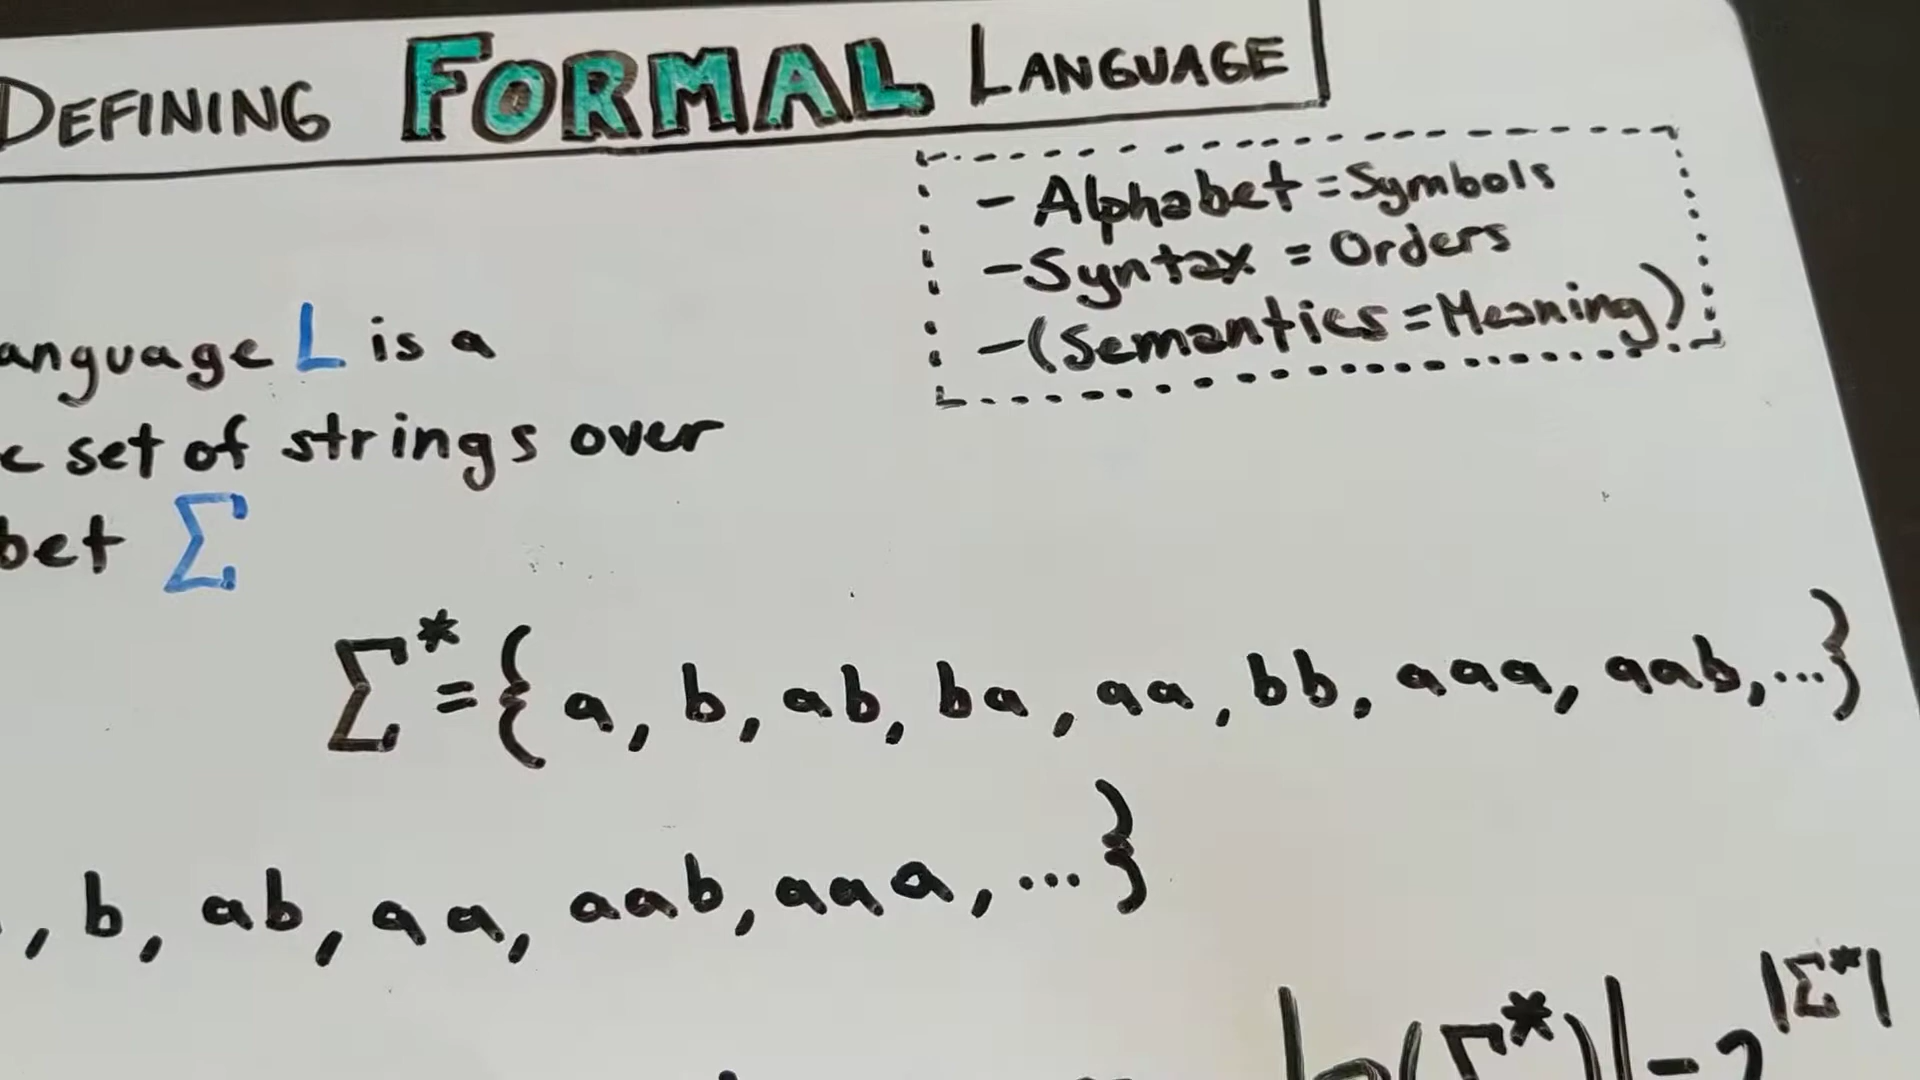 DEFINING FORMAL LANGUAGE
- Alphabet = Symbols
- Syntax = Orders
- (Semantics = Meaning)
anguage L is a
set of strings over
bet Σ
Σ* = { a, b, ab, ba, aa, bb, aaa, aab, ...}
, b, ab, aa, aab, aaa, ... }
(Σ*)| = 2^|Σ*|